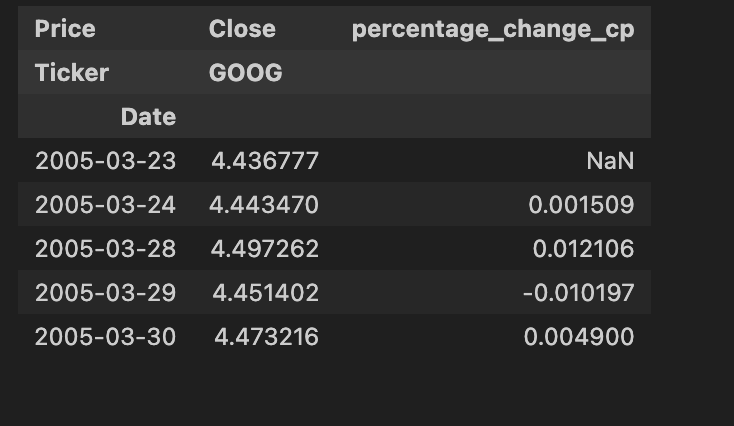 Price Close percentage_change_cp
Ticker GOOG
Date
2005-03-23 4.436777 NaN
2005-03-24 4.443470 0.001509
2005-03-28 4.497262 0.012106
2005-03-29 4.451402 -0.010197
2005-03-30 4.473216 0.004900